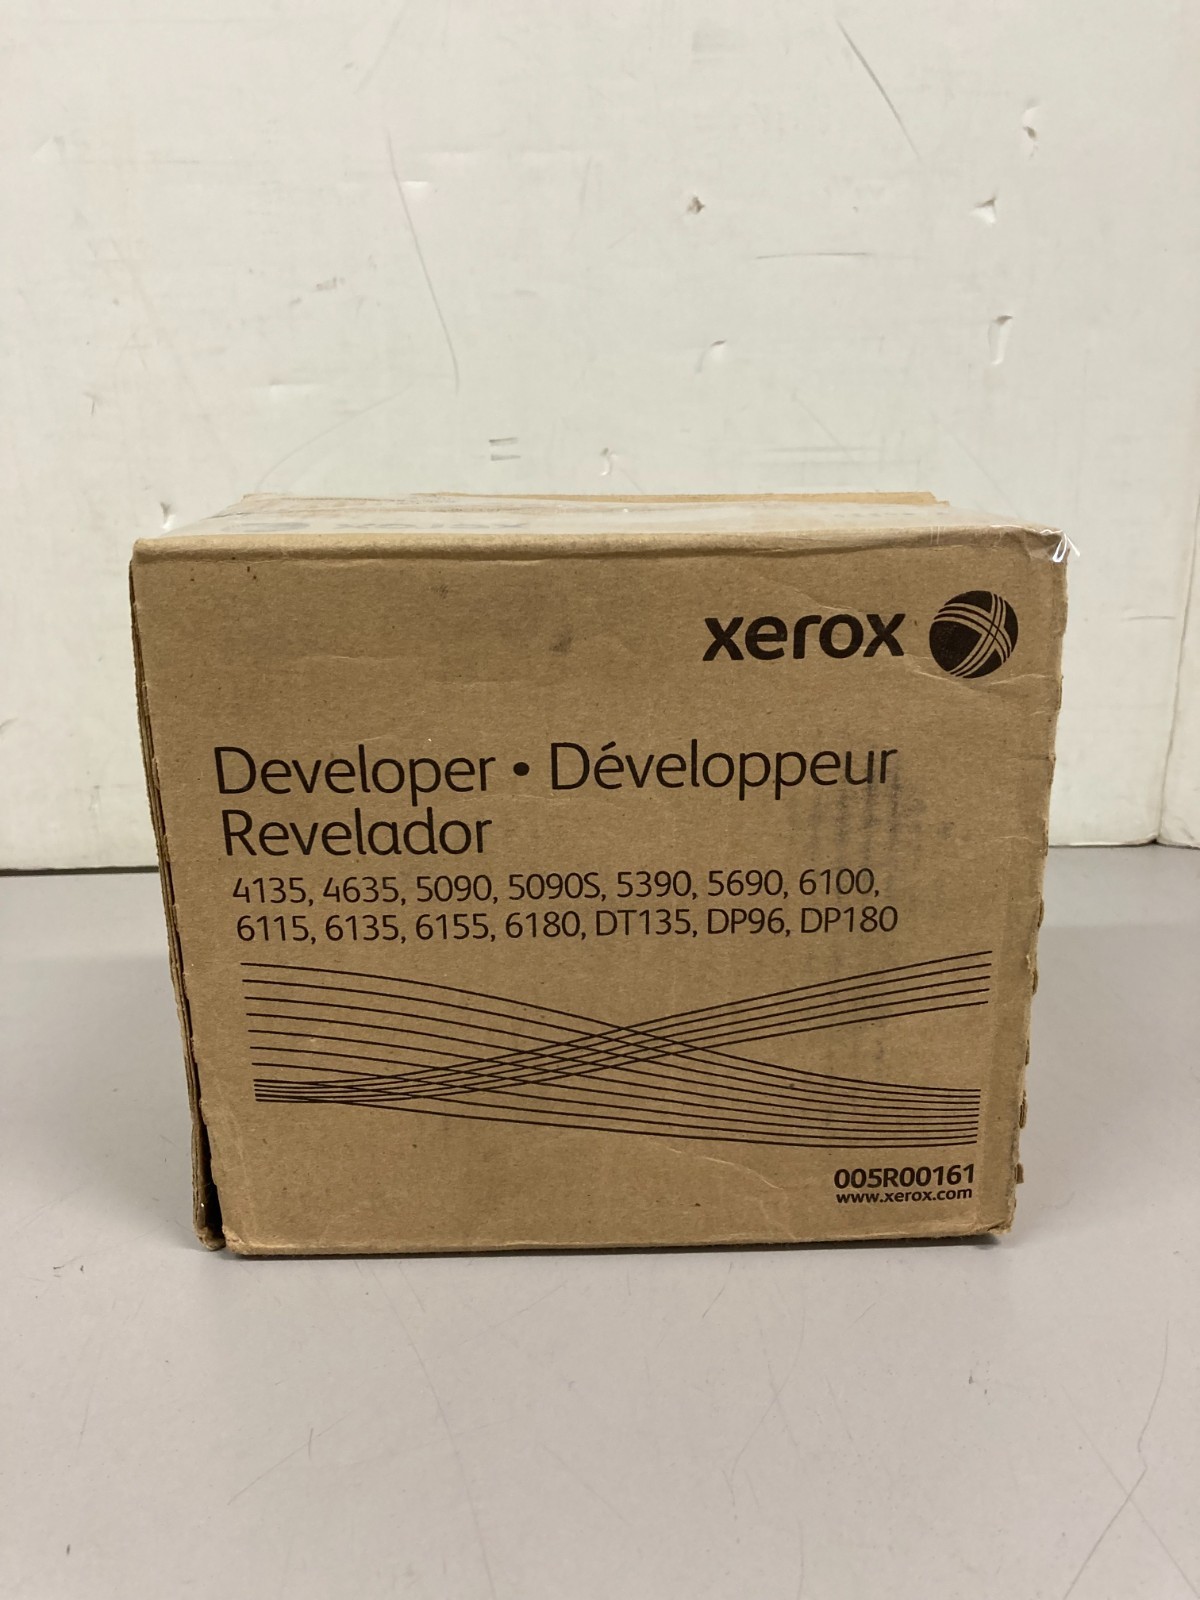 xerox
xerox
Developer • Développeur
Revelador
4135, 4635, 5090, 5090S, 5390, 5690, 6100,
6115, 6135, 6155, 6180, DT135, DP96, DP180
005R00161
www.xerox.com